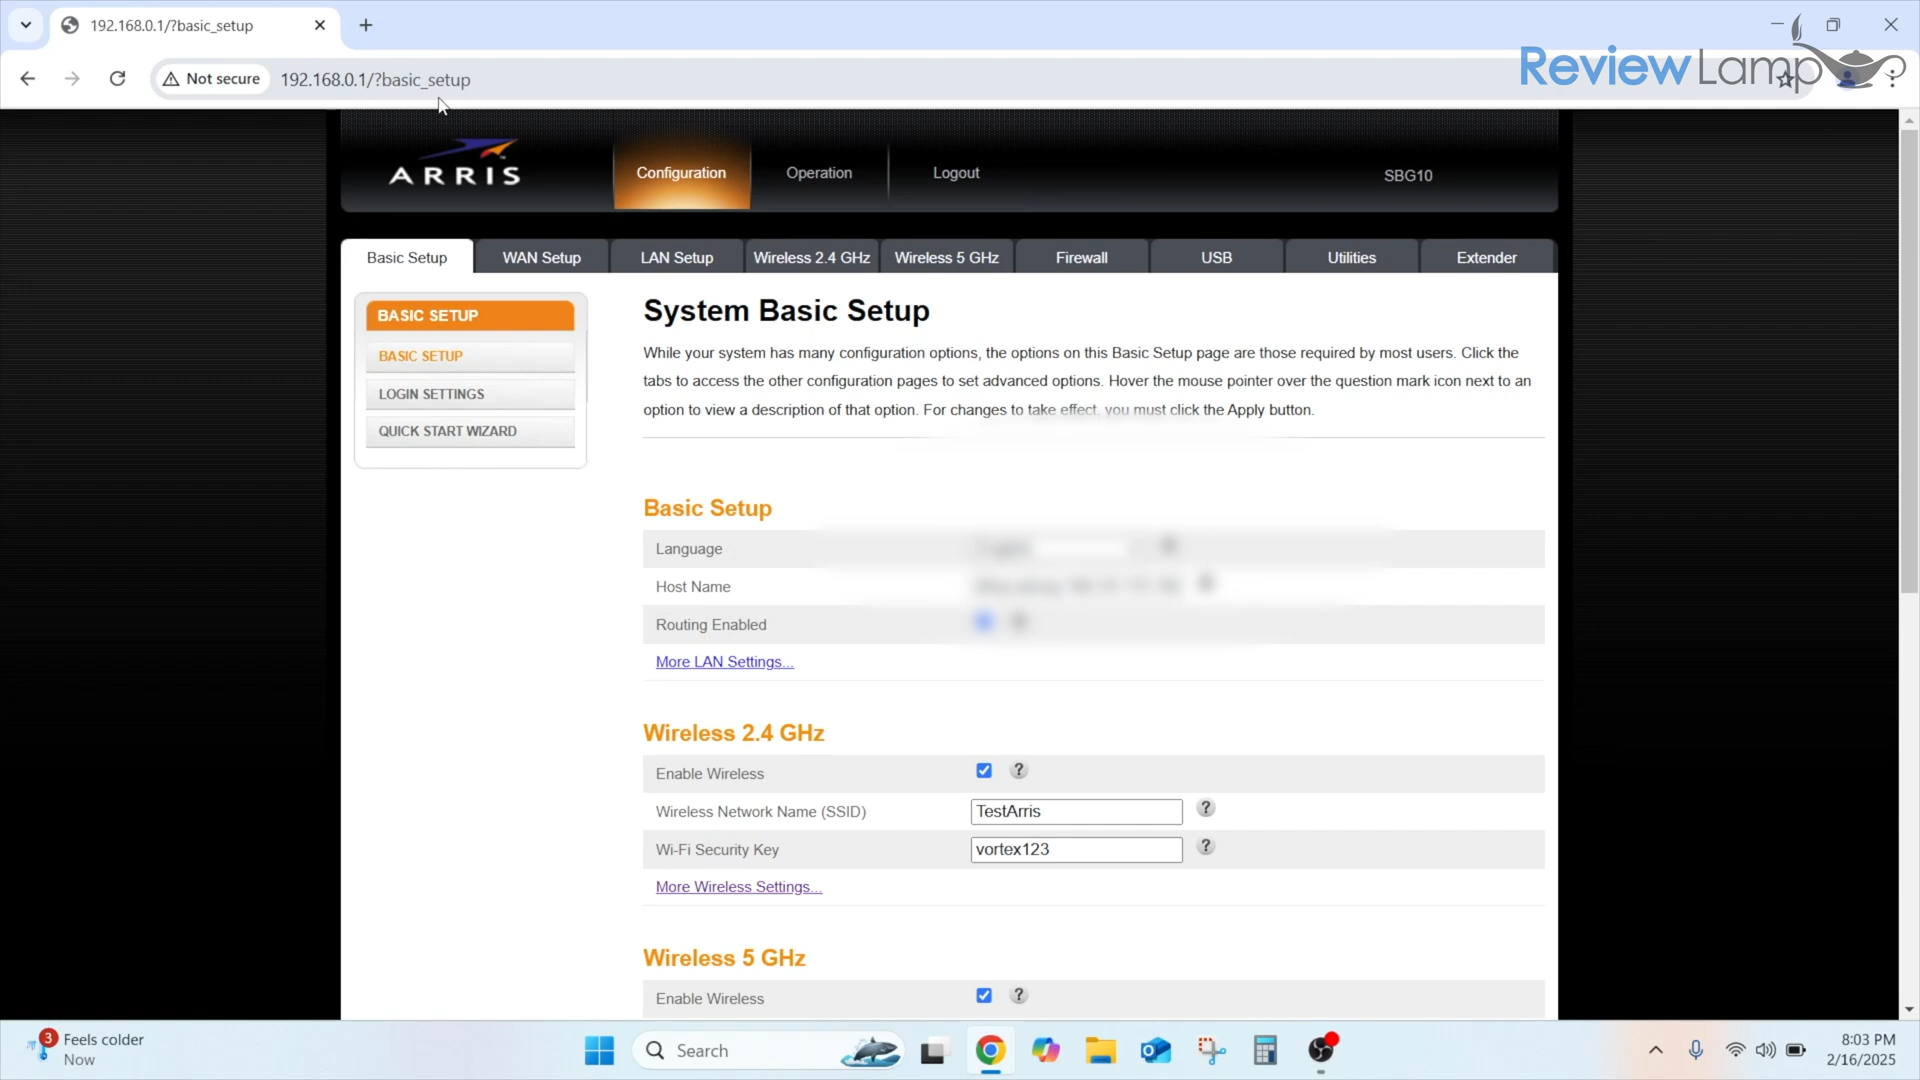 192.168.0.1/?basic_setup
Not secure
192.168.0.1/?basic_setup
ReviewLamp
ARRIS
Configuration
Operation
Logout
SBG10
Basic Setup
WAN Setup
LAN Setup
Wireless 2.4 GHz
Wireless 5 GHz
Firewall
USB
Utilities
Extender
BASIC SETUP
BASIC SETUP
LOGIN SETTINGS
QUICK START WIZARD
System Basic Setup
While your system has many configuration options, the options on this Basic Setup page are those required by most users. Click the
tabs to access the other configuration pages to set advanced options. Hover the mouse pointer over the question mark icon next to an
option to view a description of that option. For changes to take effect, you must click the Apply button.
Basic Setup
Language
Host Name
Routing Enabled
More LAN Settings...
Wireless 2.4 GHz
Enable Wireless
?
Wireless Network Name (SSID)
TestArris
?
Wi-Fi Security Key
vortex123
?
More Wireless Settings...
Wireless 5 GHz
Enable Wireless
?
3
Feels colder
Now
Search
8:03 PM
2/16/2025